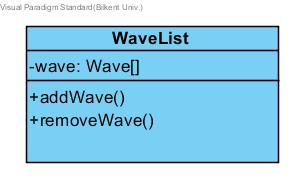 Visual Paradigm Standard(Bilkent Univ.)
WaveList
-wave: Wave[]
+addWave()
+removeWave()